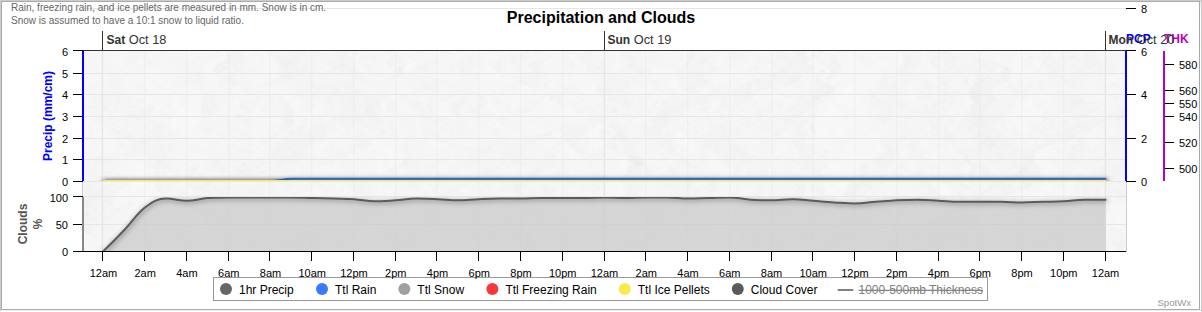 Rain, freezing rain, and ice pellets are measured in mm. Snow is in cm.
Snow is assumed to have a 10:1 snow to liquid ratio.
Precipitation and Clouds
Sat Oct 18
Sun Oct 19
Mon Oct 20
PCP
THK
Precip (mm/cm)
6
5
4
3
2
1
0
8
6
4
2
0
580
560
550
540
520
500
Clouds
%
100
50
0
12am 2am 4am 6am 8am 10am 12pm 2pm 4pm 6pm 8pm 10pm 12am 2am 4am 6am 8am 10am 12pm 2pm 4pm 6pm 8pm 10pm 12am
1hr Precip Ttl Rain Ttl Snow Ttl Freezing Rain Ttl Ice Pellets Cloud Cover 1000-500mb Thickness
SpotWx